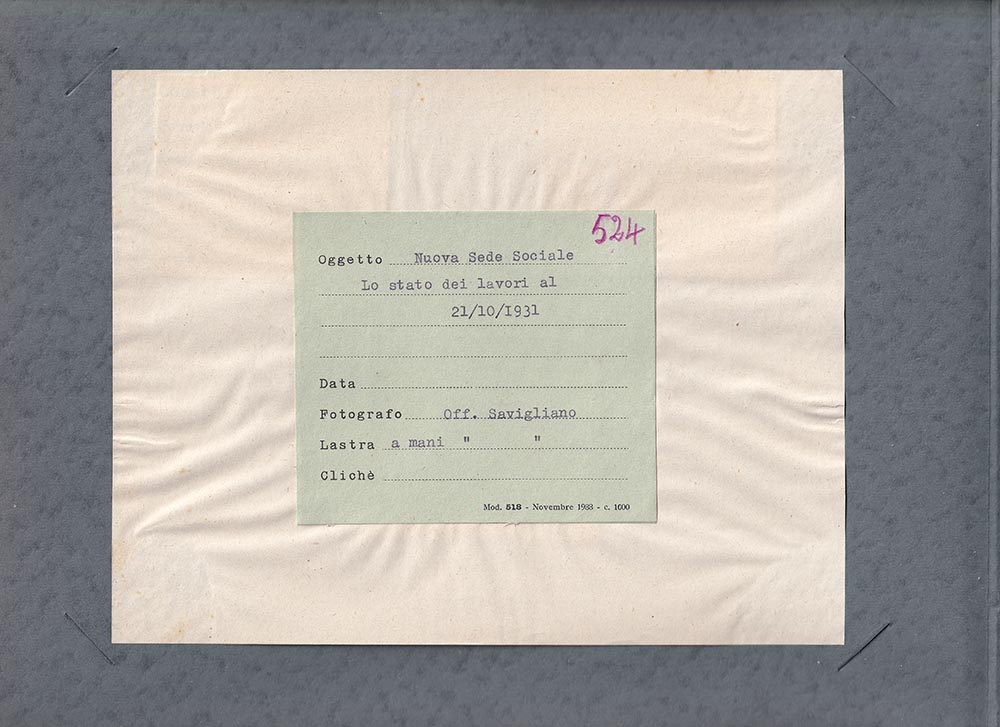 524
Oggetto Nuova Sede Sociale
Lo stato dei lavori al
21/10/1931
Data
Fotografo Off. Savigliano
Lastra a mani " "
Clichè
Mod. 518 - Novembre 1933 - c. 1000